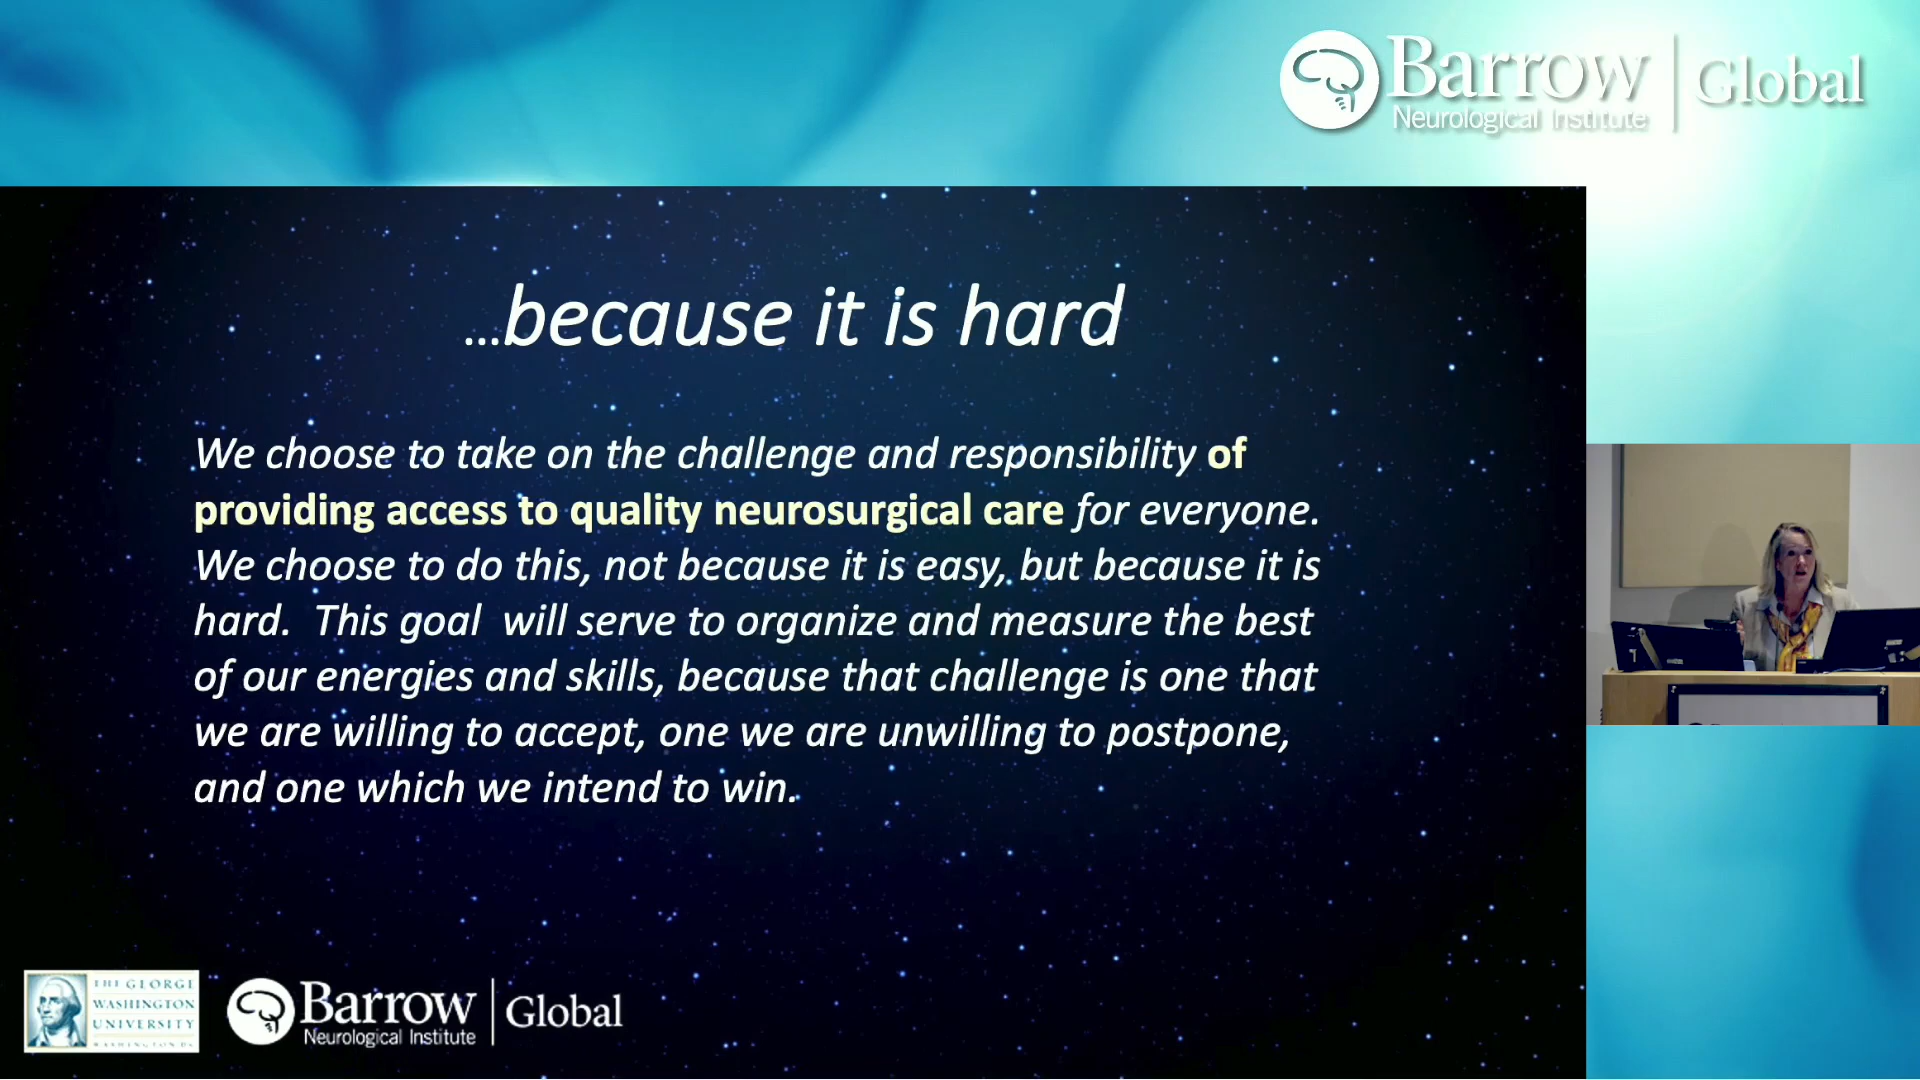 Barrow
Neurological Institute
Global
...because it is hard
We choose to take on the challenge and responsibility of
providing access to quality neurosurgical care for everyone.
We choose to do this, not because it is easy, but because it is
hard.  This goal  will serve to organize and measure the best
of our energies and skills, because that challenge is one that
we are willing to accept, one we are unwilling to postpone,
and one which we intend to win.
THE GEORGE
WASHINGTON
UNIVERSITY
Barrow
Neurological Institute
Global